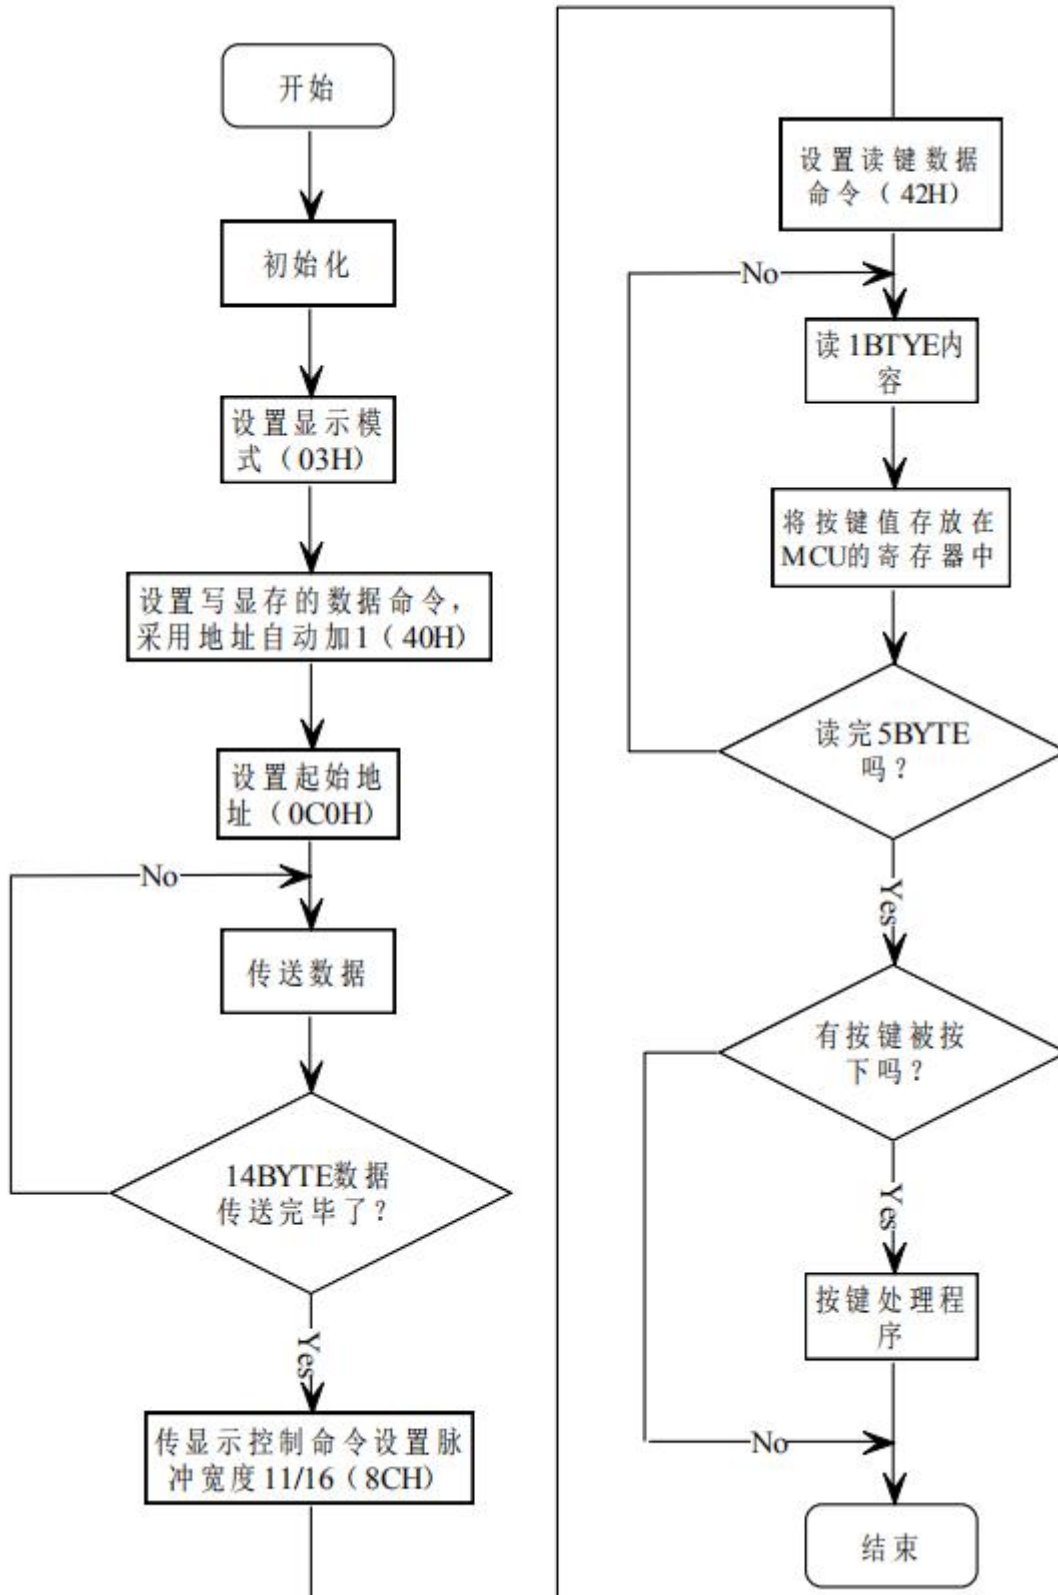 开始
初始化
设置显示模
式（03H）
设置写显存的数据命令，
采用地址自动加1（40H）
设置起始地
址（0C0H）
No
传送数据
14BYTE数据
传送完毕了？
Yes
传显示控制命令设置脉
冲宽度11/16（8CH）
设置读键数据
命令（42H）
No
读1BTYE内
容
将按键值存放在
MCU的寄存器中
读完5BYTE
吗？
Yes
有按键被按
下吗？
Yes
按键处理程
序
No
结束